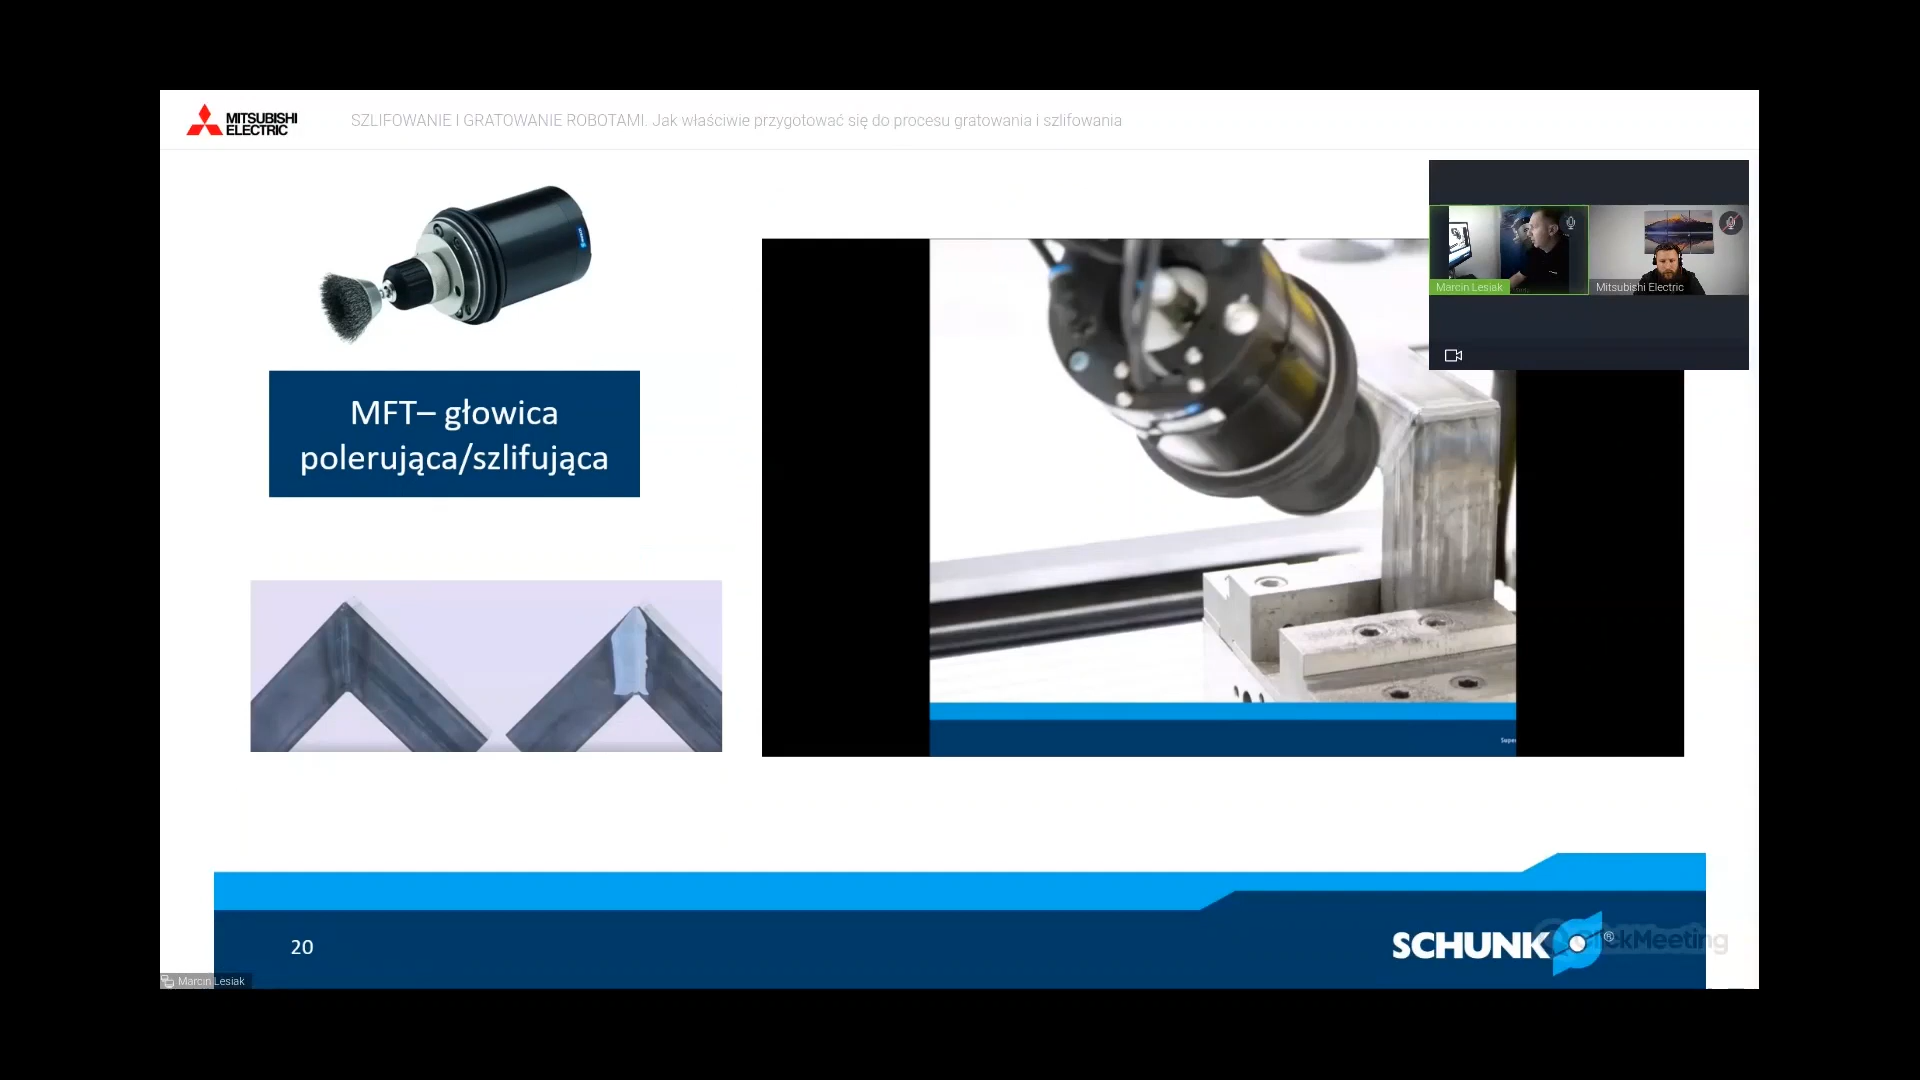 MITSUBISHI
ELECTRIC
SZLIFOWANIE I GRATOWANIE ROBOTAMI. Jak właściwie przygotować się do procesu gratowania i szlifowania
Marcin Lesiak
Mitsubishi Electric
MFT– głowica
polerująca/szlifująca
20
SCHUNK ®
ClickMeeting
Marcin Lesiak